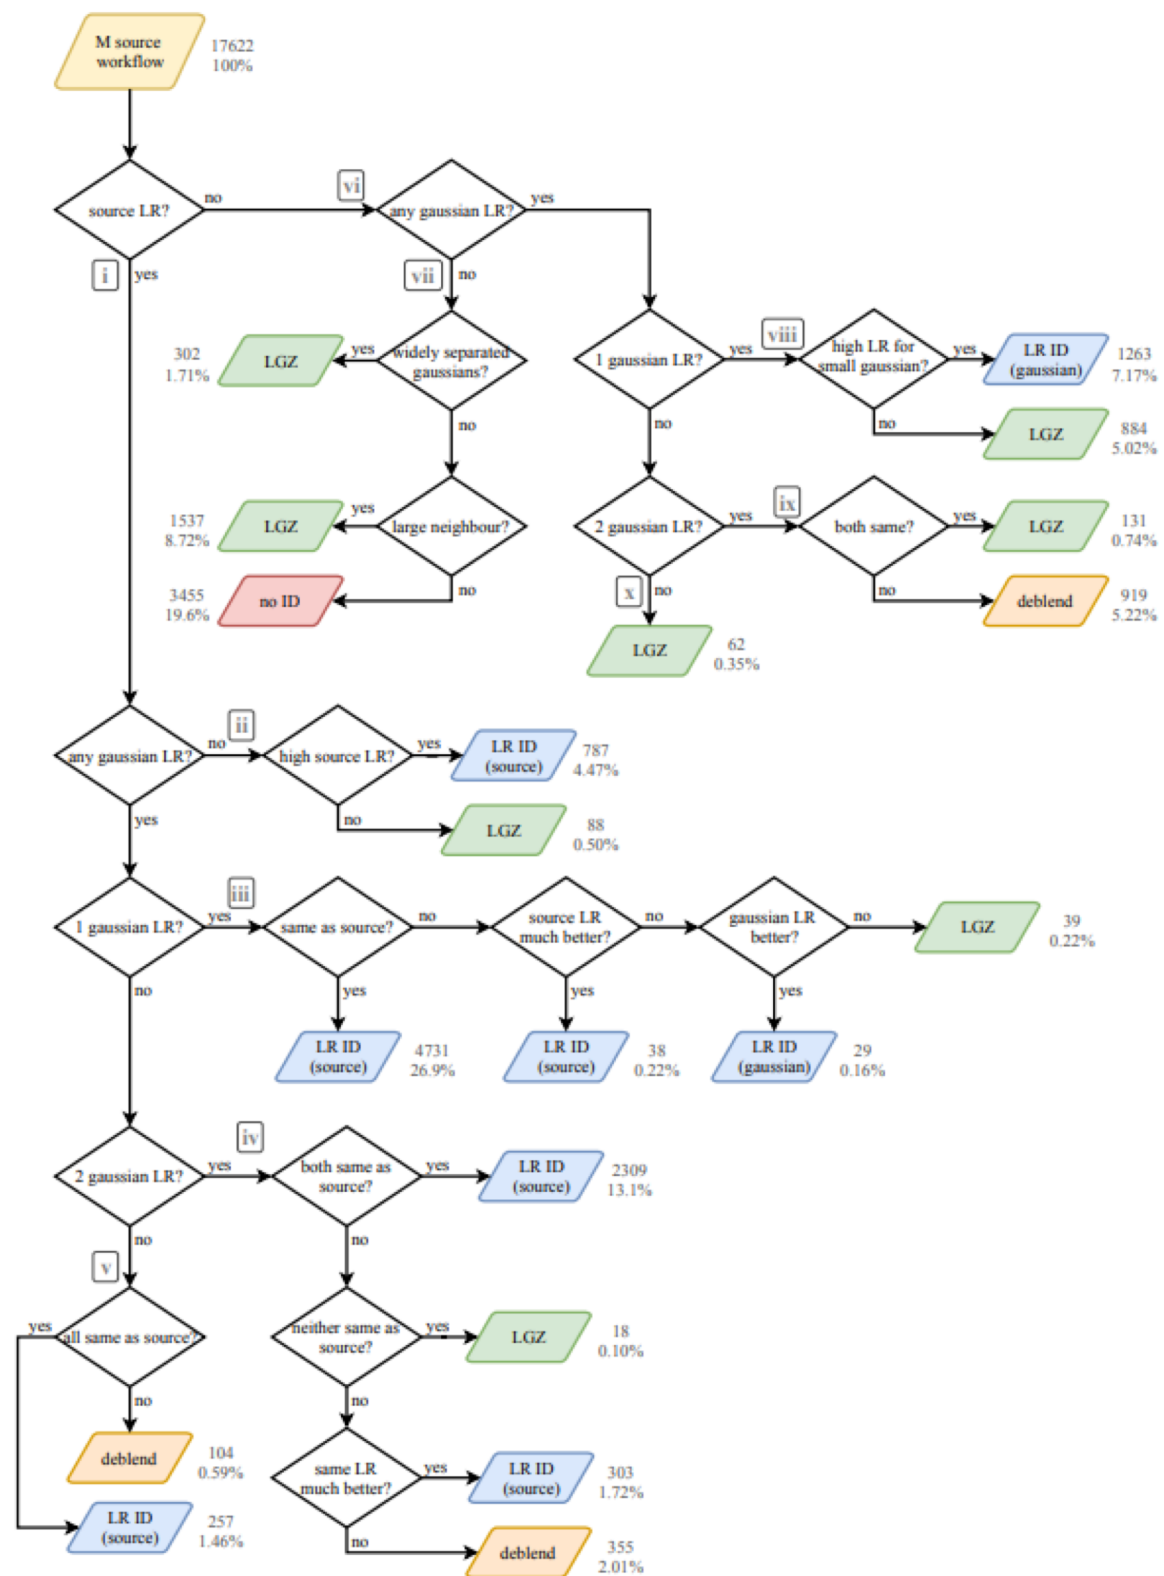 M source
workflow
17622
100%
source LR?
no
vi
any gaussian LR?
yes
i
yes
vii
no
302
1.71%
LGZ
yes
widely separated
gaussians?
no
1537
8.72%
LGZ
yes
large neighbour?
no
3455
19.6%
no ID
1 gaussian LR?
yes
viii
high LR for
small gaussian?
yes
LR ID
(gaussian)
1263
7.17%
no
LGZ
884
5.02%
no
2 gaussian LR?
yes
ix
both same?
yes
LGZ
131
0.74%
no
deblend
919
5.22%
x
no
LGZ
62
0.35%
any gaussian LR?
no
ii
high source LR?
yes
LR ID
(source)
787
4.47%
no
LGZ
88
0.50%
yes
1 gaussian LR?
yes
iii
same as source?
no
source LR
much better?
no
gaussian LR
better?
no
LGZ
39
0.22%
yes
LR ID
(source)
4731
26.9%
yes
LR ID
(source)
38
0.22%
yes
LR ID
(gaussian)
29
0.16%
no
2 gaussian LR?
yes
iv
both same as
source?
yes
LR ID
(source)
2309
13.1%
no
neither same as
source?
yes
LGZ
18
0.10%
no
same LR
much better?
yes
LR ID
(source)
303
1.72%
no
deblend
355
2.01%
no
v
yes
all same as source?
no
deblend
104
0.59%
LR ID
(source)
257
1.46%